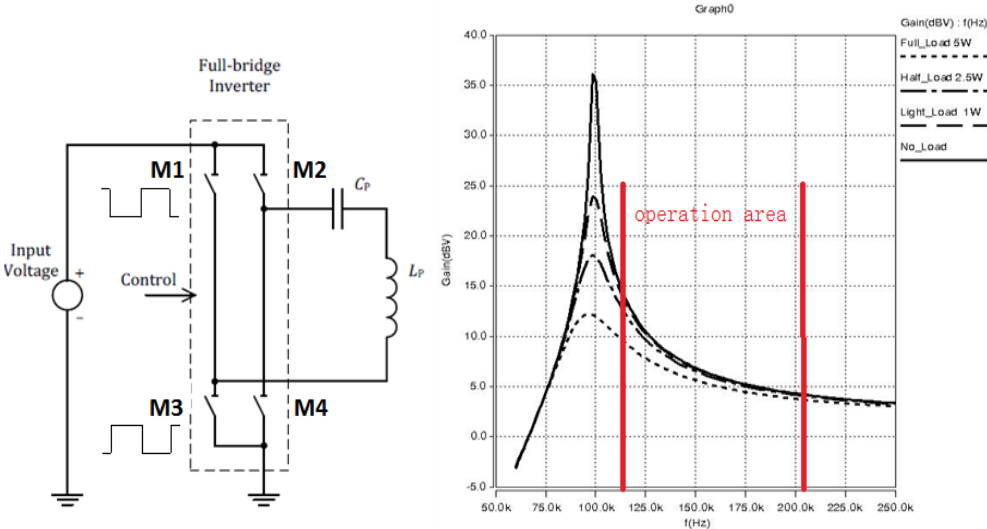 Full-bridge
Inverter
M1
M2
CP
Input
Voltage
+
−
Control
LP
M3
M4
Graph0
Gain(dBV) : f(Hz)
Full_Load 5W
Half_Load 2.5W
Light_Load 1W
No_Load
operation area
Gain(dBV)
40.0
35.0
30.0
25.0
20.0
15.0
10.0
5.0
0.0
-5.0
50.0k 75.0k 100.0k 125.0k 150.0k 175.0k 200.0k 225.0k 250.0k
f(Hz)